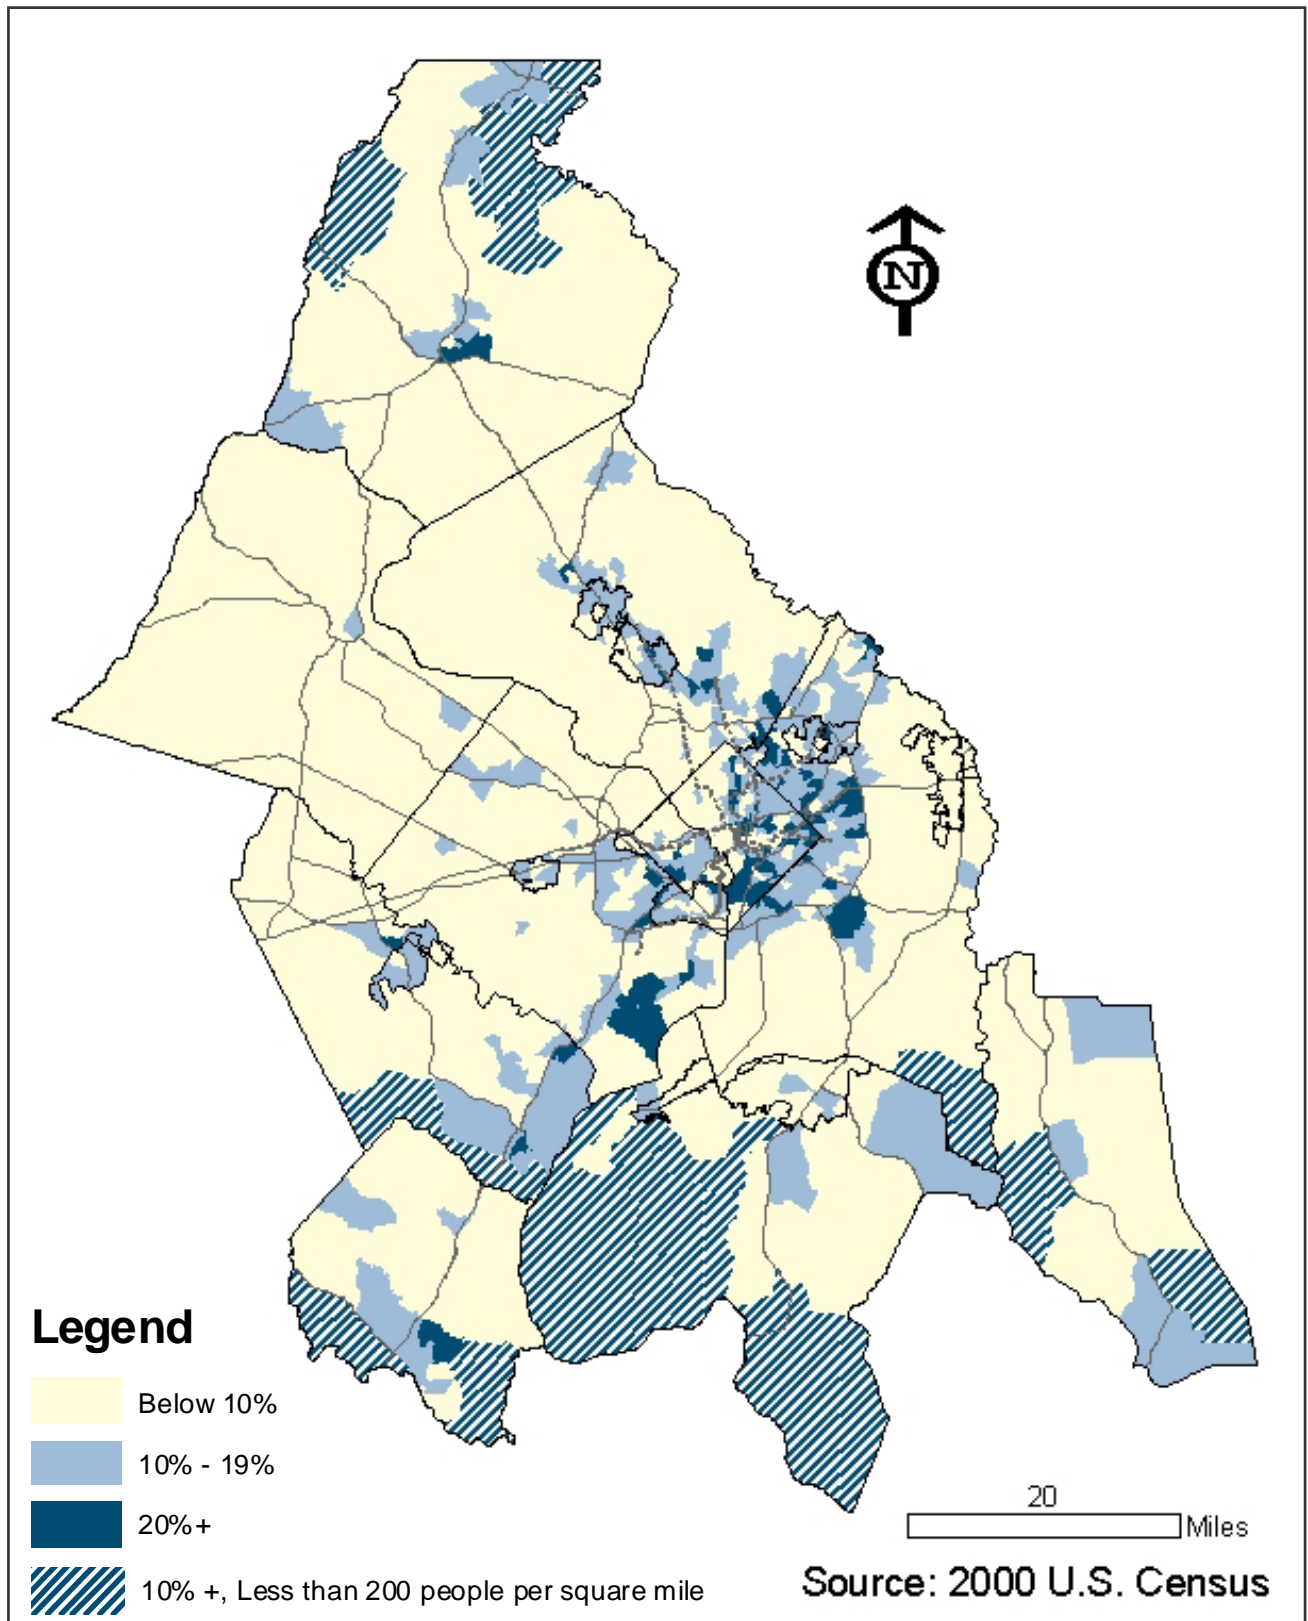 N
Legend
Below 10%
10% - 19%
20%+
10% +, Less than 200 people per square mile
20
Miles
Source: 2000 U.S. Census